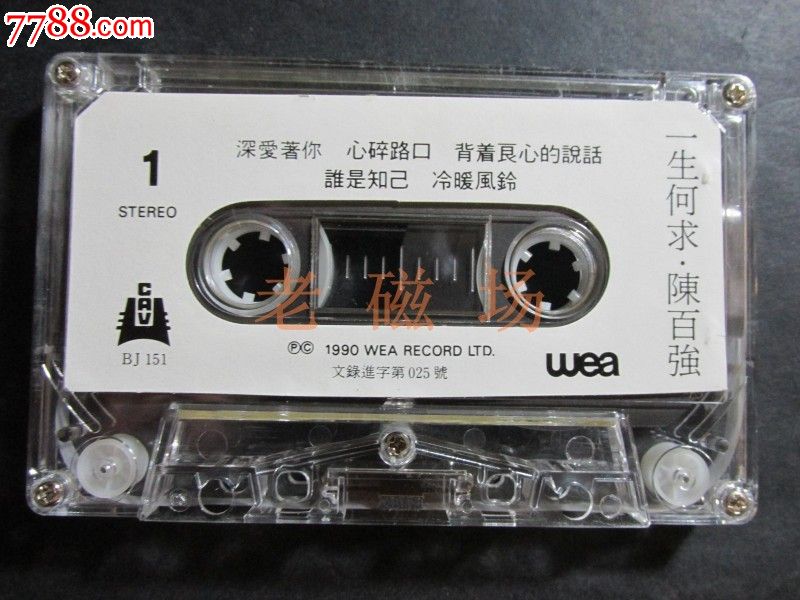 7788.com
1
STEREO
深愛著你 心碎路口 背着良心的說話
誰是知己 冷暖風鈴
一生何求·陳百強
CAV
BJ 151
老磁场
ⓅⒸ 1990 WEA RECORD LTD.
文錄進字第025號
wea